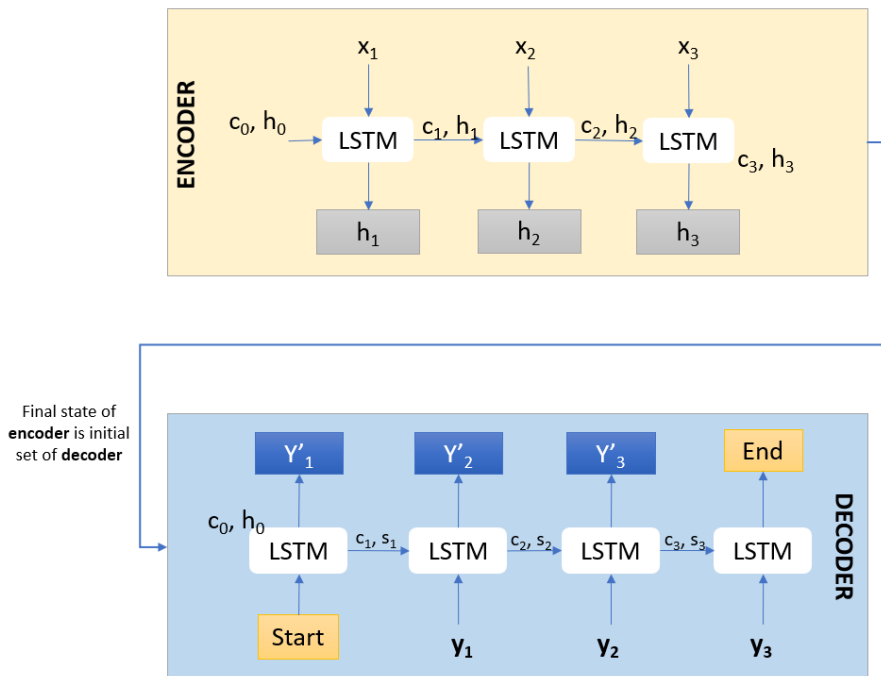 ENCODER
x₁ x₂ x₃
c₀, h₀ LSTM c₁, h₁ LSTM c₂, h₂ LSTM c₃, h₃
h₁ h₂ h₃
Final state of
encoder is initial
set of decoder
DECODER
Y’₁ Y’₂ Y’₃ End
c₀, h₀ LSTM c₁, s₁ LSTM c₂, s₂ LSTM c₃, s₃ LSTM
Start y₁ y₂ y₃